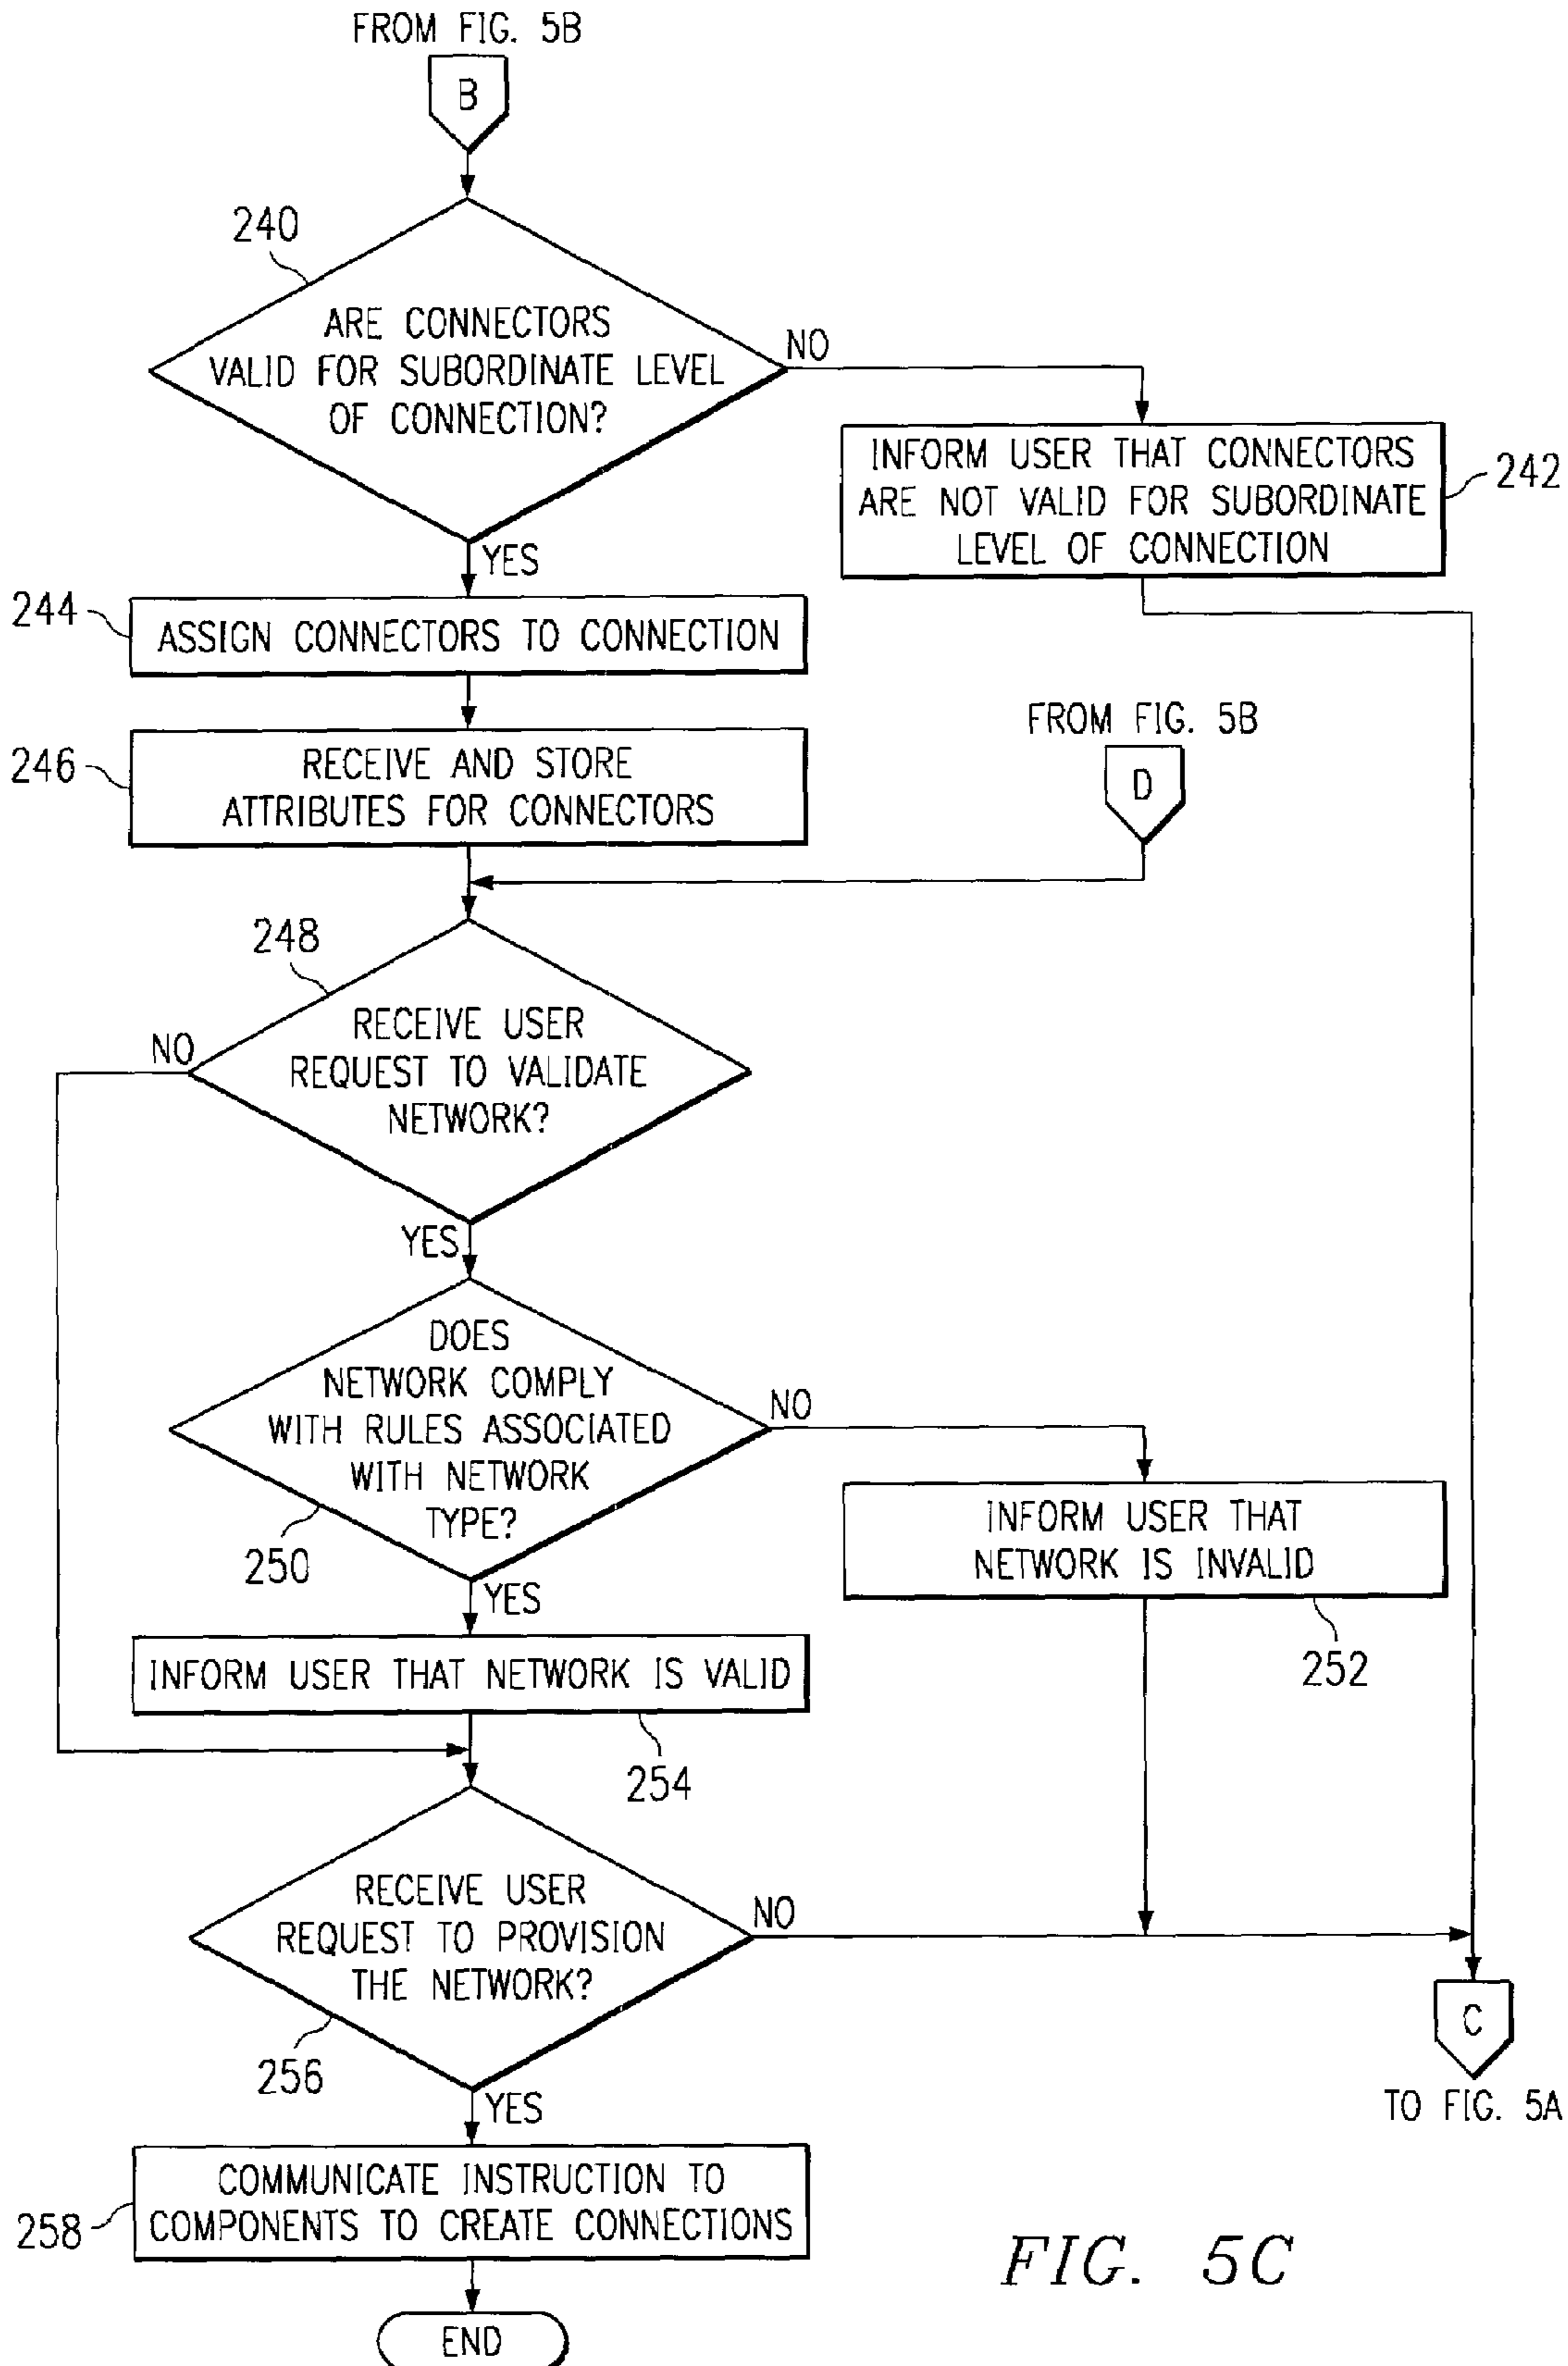 FROM FIG. 5B
B
240
ARE CONNECTORS
VALID FOR SUBORDINATE LEVEL
OF CONNECTION?
NO
YES
INFORM USER THAT CONNECTORS
ARE NOT VALID FOR SUBORDINATE
LEVEL OF CONNECTION
242
244
ASSIGN CONNECTORS TO CONNECTION
246
RECEIVE AND STORE
ATTRIBUTES FOR CONNECTORS
FROM FIG. 5B
D
248
RECEIVE USER
REQUEST TO VALIDATE
NETWORK?
NO
YES
DOES
NETWORK COMPLY
WITH RULES ASSOCIATED
WITH NETWORK
TYPE?
250
NO
YES
INFORM USER THAT
NETWORK IS INVALID
252
INFORM USER THAT NETWORK IS VALID
254
RECEIVE USER
REQUEST TO PROVISION
THE NETWORK?
256
NO
YES
C
TO FIG. 5A
258
COMMUNICATE INSTRUCTION TO
COMPONENTS TO CREATE CONNECTIONS
END
FIG. 5C